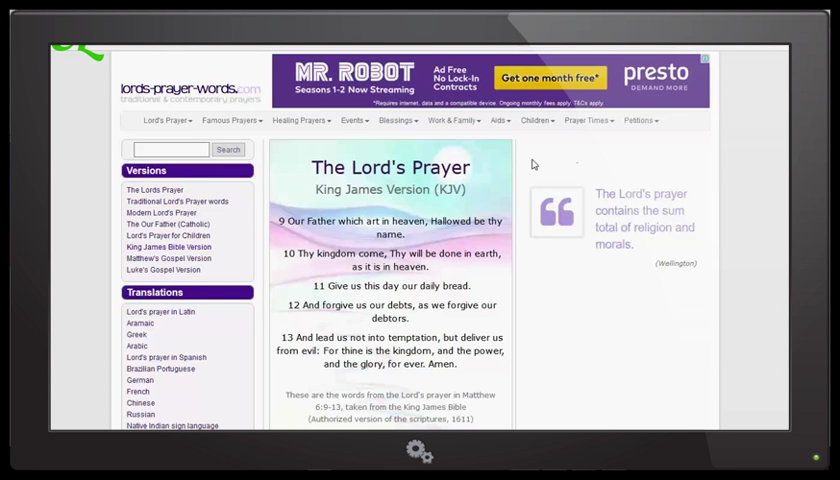 MR. ROBOT
Seasons 1-2 Now Streaming
Ad Free
No Lock-In
Contracts
Get one month free*
presto
DEMAND MORE
*Requires internet, data and a compatible device. Ongoing monthly fees apply. T&Cs apply.
lords-prayer-words.com
traditional & contemporary prayers
Lord's Prayer
Famous Prayers
Healing Prayers
Events
Blessings
Work & Family
Aids
Children
Prayer Times
Petitions
Search
Versions
The Lords Prayer
Traditional Lord's Prayer words
Modern Lord's Prayer
The Our Father (Catholic)
Lord's Prayer for Children
King James Bible Version
Matthew's Gospel Version
Luke's Gospel Version
Translations
Lord's prayer in Latin
Aramaic
Greek
Arabic
Lord's prayer in Spanish
Brazilian Portuguese
German
French
Chinese
Russian
Native Indian sign language
The Lord's Prayer
King James Version (KJV)
9 Our Father which art in heaven, Hallowed be thy
name.
10 Thy kingdom come, Thy will be done in earth,
as it is in heaven.
11 Give us this day our daily bread.
12 And forgive us our debts, as we forgive our
debtors.
13 And lead us not into temptation, but deliver us
from evil: For thine is the kingdom, and the power,
and the glory, for ever. Amen.
These are the words from the Lord's prayer in Matthew
6:9-13, taken from the King James Bible
(Authorized version of the scriptures, 1611)
The Lord's prayer
contains the sum
total of religion and
morals.
(Wellington)